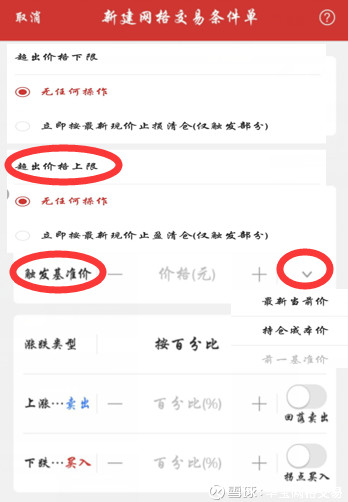 取消 新建网格交易条件单 ?
超出价格下限
无任何操作
立即按最新现价止损清仓(仅触发部分)
超出价格上限
无任何操作
立即按最新现价止盈清仓(仅触发部分)
触发基准价 — 价格(元) +
最新当前价
持仓成本价
前一基准价
涨跌类型 按百分比
上涨…卖出 — 百分比(%) +
回落卖出
下跌…买入 — 百分比(%) +
拐点买入